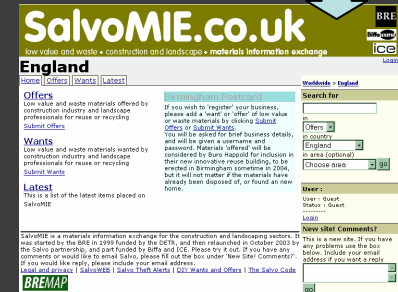 SalvoMIE.co.uk
low value and waste • construction and landscape • materials information exchange
BRE
Biffaward
ice
Login
England
Home | Offers | Wants | Latest
Worldwide > England
Offers
Low value and waste materials offered by
construction industry and landscape
professionals for reuse or recycling
Submit Offers
Wants
Low value and waste materials wanted by
construction industry and landscape
professionals for reuse or recycling
Submit Wants
Latest
This is a list of the latest items placed on
SalvoMIE
Birmingham Postcard
If you wish to 'register' your business,
please add a 'want' or 'offer' of low value
or waste materials by clicking Submit
Offers or Submit Wants.
You will be asked for brief business details,
and will be given a username and
password. Materials 'offered' will be
considered by Buro Happold for inclusion in
their new innovative reuse building, to be
erected in Birmingham sometime in 2004,
but it will not matter if the materials have
already been disposed of, or found an new
home.
Search for
in
Offers
in country
England
in area (optional)
Choose area
go
User :
User : Guest
Status : Guest
----------
Login
New site! Comments?
This is a new site. If you have
any problems use the box
below. Include your email
address if you want a reply
go
SalvoMIE is a materials information exchange for the construction and landscaping sectors. It
was started by the BRE in 1999 funded by the DETR, and then relaunched in October 2003 by
the Salvo partnership, and part funded by Biffa and ICE. Please try it out. If you have any
comments or would like to email Salvo, please fill out the box under 'New Site! Comments?'.
If you would like reply, please include your email address.
Legal and privacy | SalvoWEB | Salvo Theft Alerts | DIY Wants and Offers | The Salvo Code
BREMAP